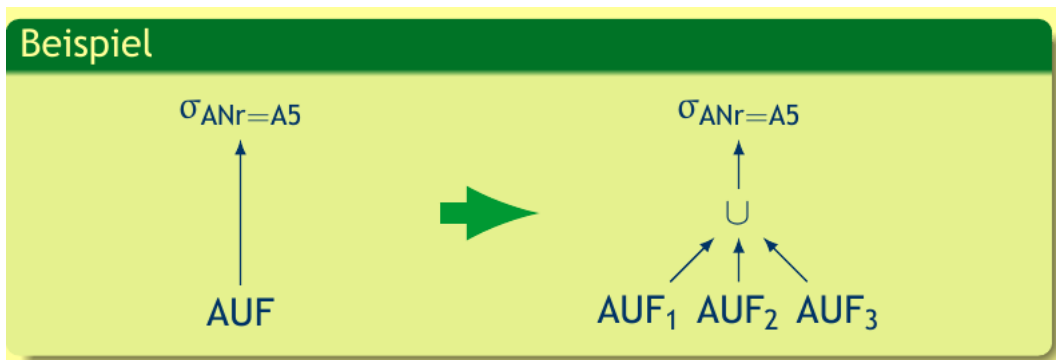 Beispiel
σANr=A5 σANr=A5
∪
AUF AUF1 AUF2 AUF3